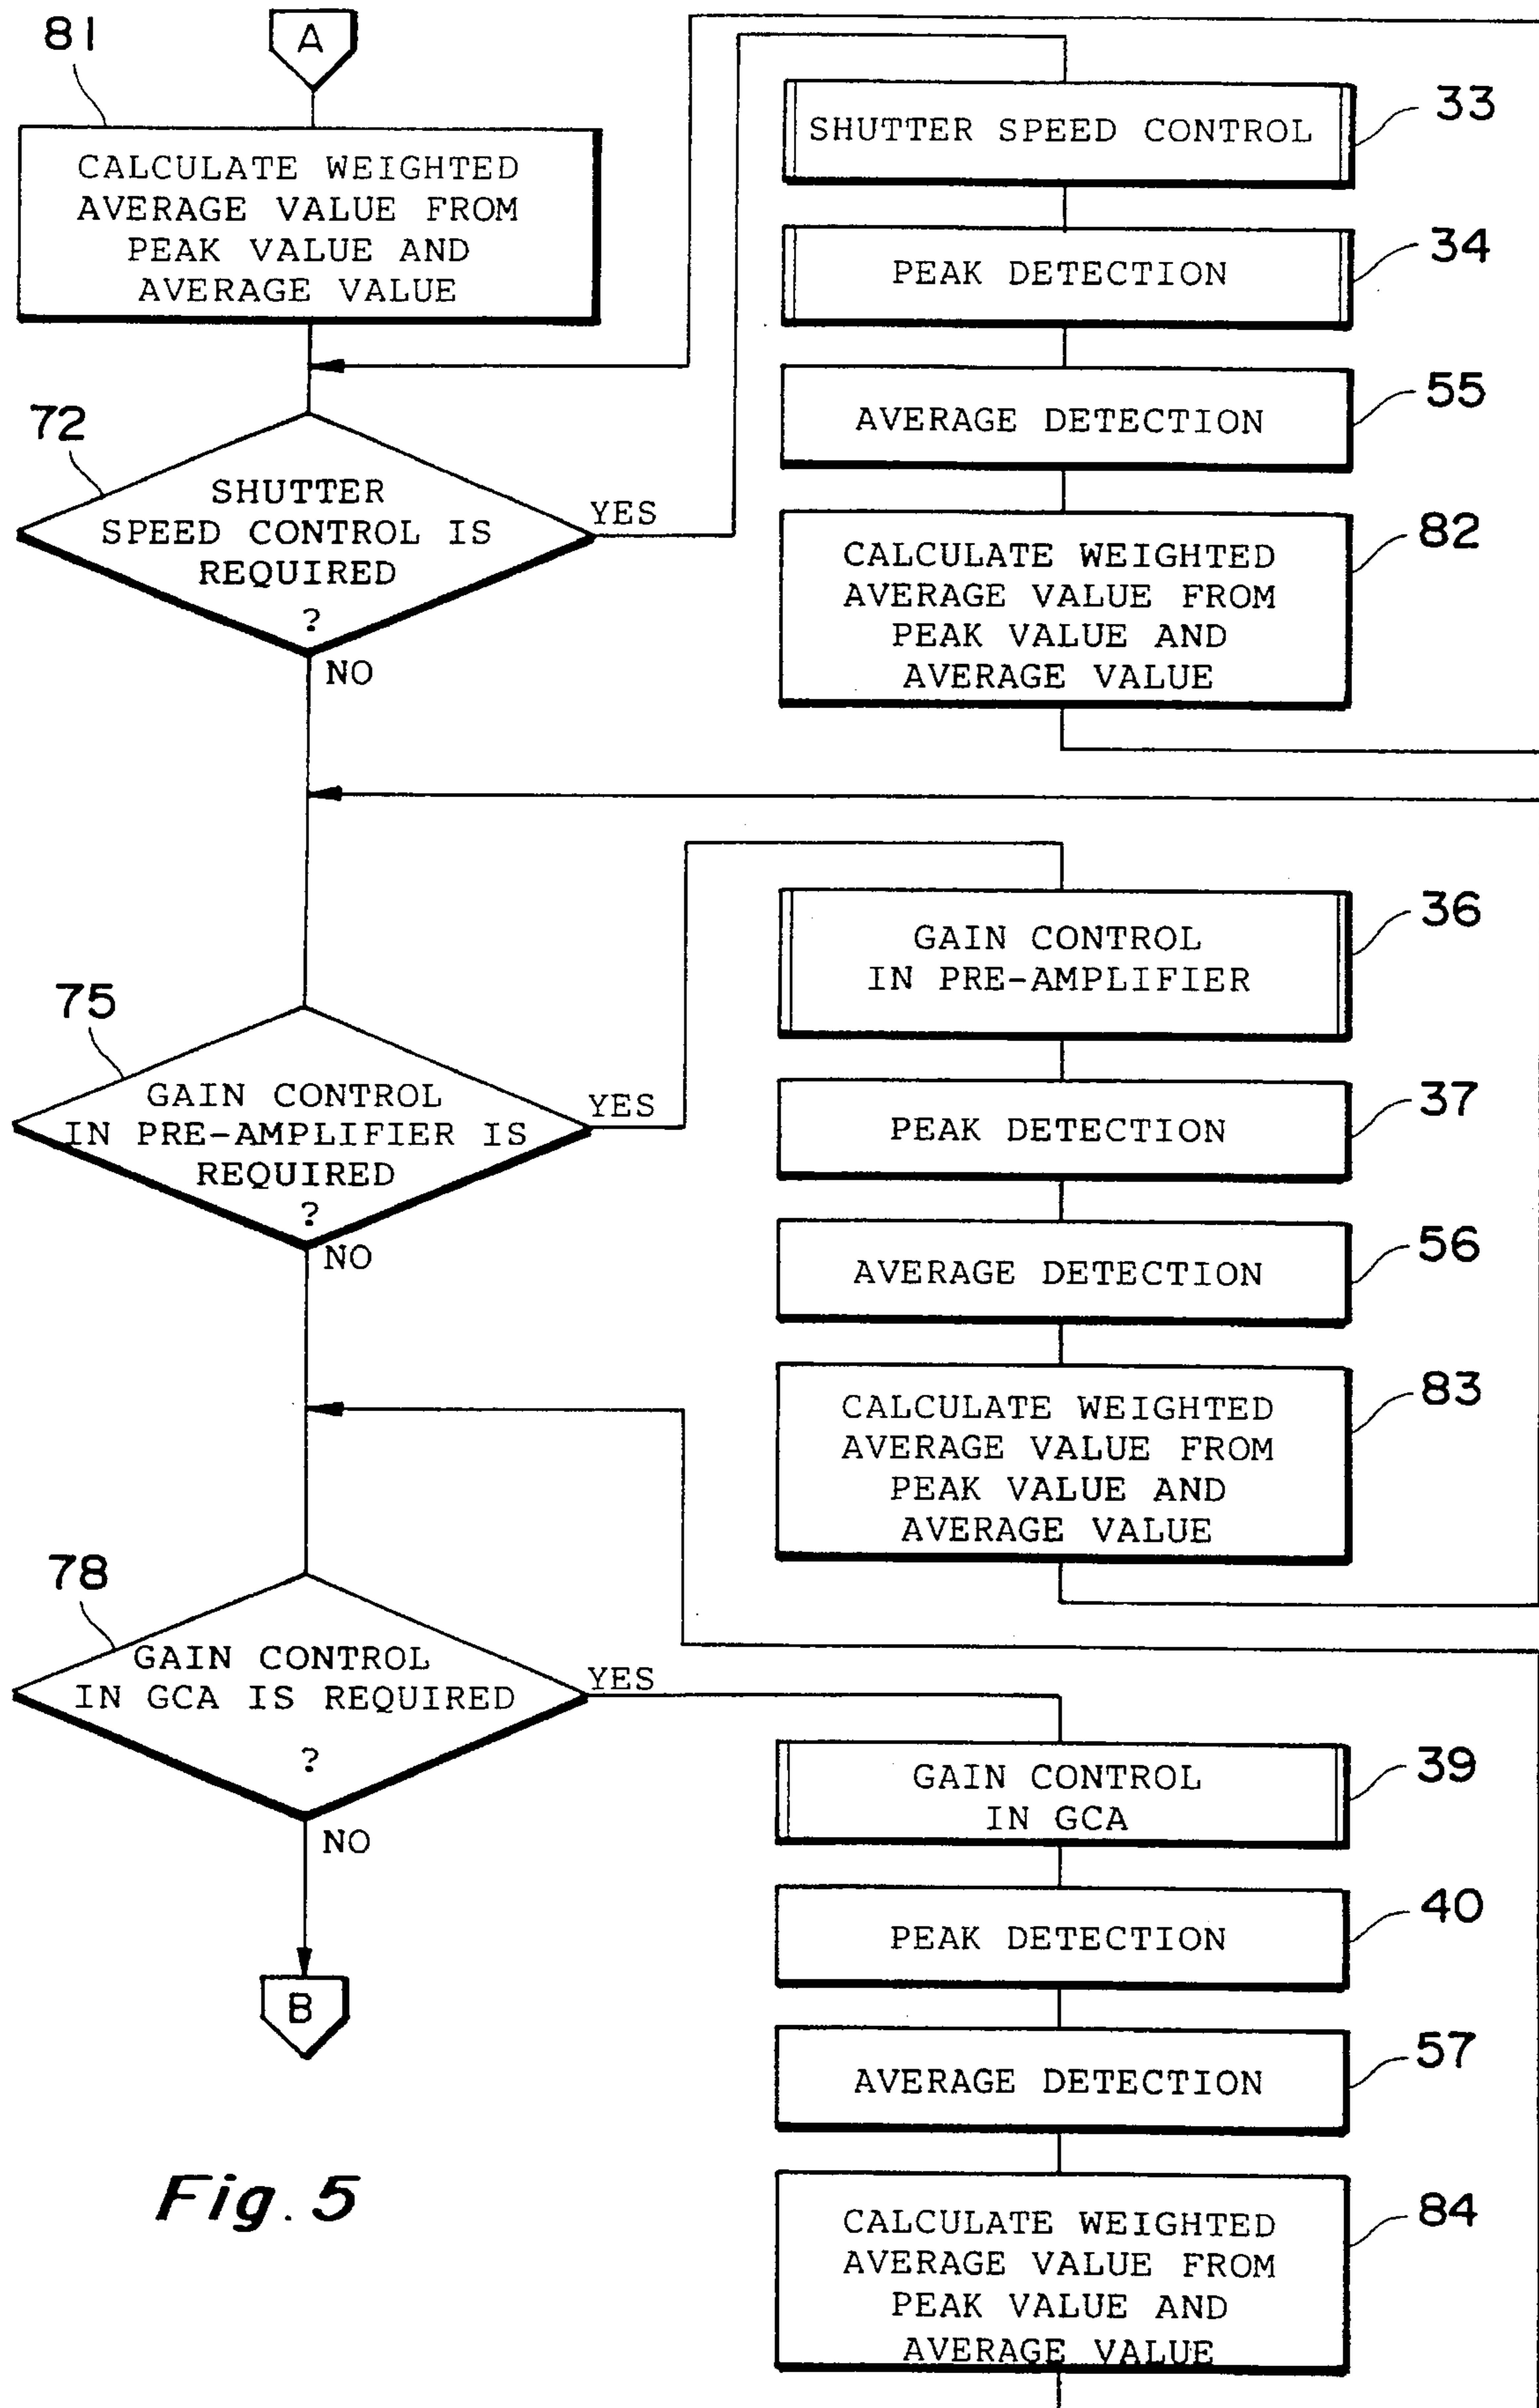 81
A
CALCULATE WEIGHTED
AVERAGE VALUE FROM
PEAK VALUE AND
AVERAGE VALUE
72
SHUTTER
SPEED CONTROL IS
REQUIRED
?
YES
NO
SHUTTER SPEED CONTROL
33
PEAK DETECTION
34
AVERAGE DETECTION
55
CALCULATE WEIGHTED
AVERAGE VALUE FROM
PEAK VALUE AND
AVERAGE VALUE
82
75
GAIN CONTROL
IN PRE-AMPLIFIER IS
REQUIRED
?
YES
NO
GAIN CONTROL
IN PRE-AMPLIFIER
36
PEAK DETECTION
37
AVERAGE DETECTION
56
CALCULATE WEIGHTED
AVERAGE VALUE FROM
PEAK VALUE AND
AVERAGE VALUE
83
78
GAIN CONTROL
IN GCA IS REQUIRED
?
YES
NO
B
GAIN CONTROL
IN GCA
39
PEAK DETECTION
40
AVERAGE DETECTION
57
CALCULATE WEIGHTED
AVERAGE VALUE FROM
PEAK VALUE AND
AVERAGE VALUE
84
Fig. 5